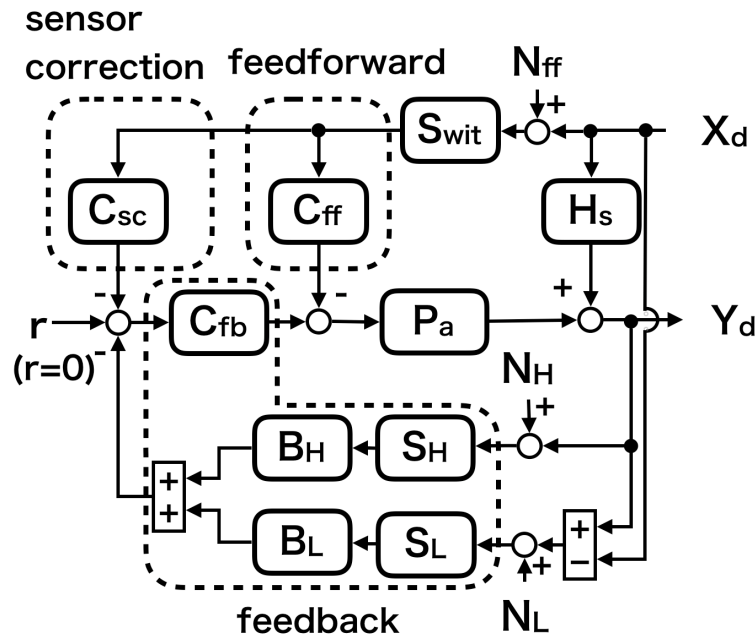 sensor
correction
feedforward
Nff
+
Swit
Xd
Csc
Cff
Hs
-
-
+
r
Cfb
Pa
Yd
(r=0)
-
NH
+
BH
SH
+
+
BL
SL
+
+
−
NL
feedback